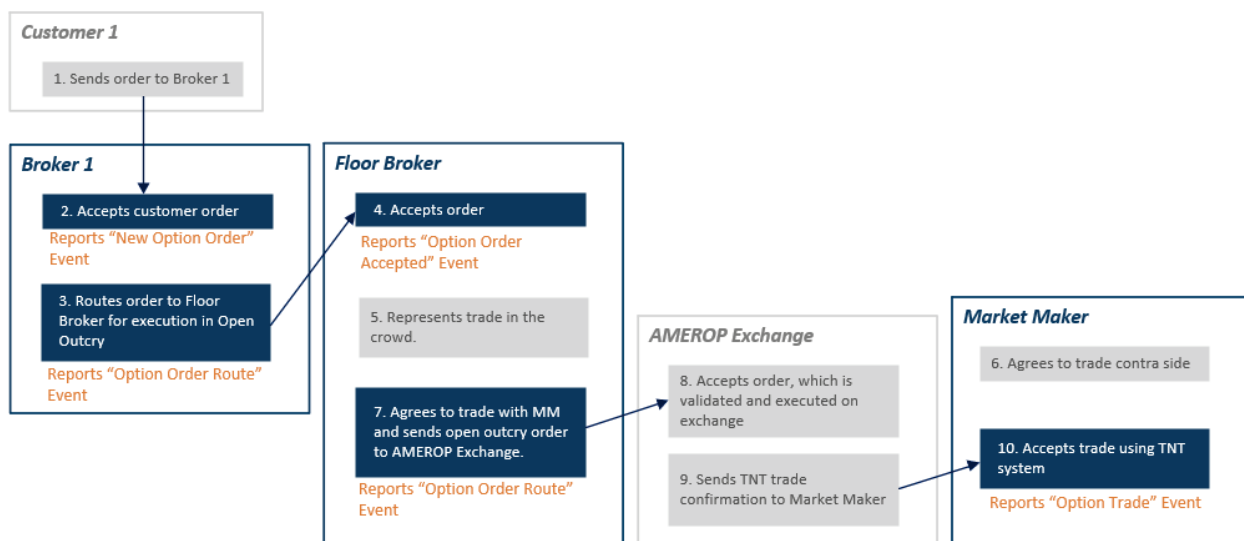 Customer 1
1. Sends order to Broker 1
Broker 1
2. Accepts customer order
Reports “New Option Order”
Event
3. Routes order to Floor
Broker for execution in Open
Outcry
Reports “Option Order Route”
Event
Floor Broker
4. Accepts order
Reports “Option Order
Accepted” Event
5. Represents trade in the
crowd.
7. Agrees to trade with MM
and sends open outcry order
to AMEROP Exchange.
Reports “Option Order Route”
Event
AMEROP Exchange
8. Accepts order, which is
validated and executed on
exchange
9. Sends TNT trade
confirmation to Market Maker
Market Maker
6. Agrees to trade contra side
10. Accepts trade using TNT
system
Reports “Option Trade” Event